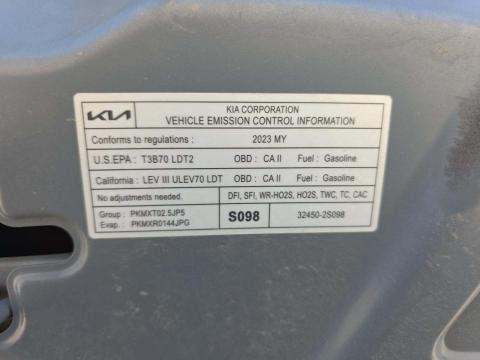 KIA
KIA CORPORATION
VEHICLE EMISSION CONTROL INFORMATION
Conforms to regulations : 2023 MY
U.S.EPA : T3B70 LDT2 OBD : CA II Fuel : Gasoline
California : LEV III ULEV70 LDT OBD : CA II Fuel : Gasoline
No adjustments needed. DFI, SFI, WR-HO2S, HO2S, TWC, TC, CAC
Group : PKMXT02.5JP5 S098 32450-2S098
Evap : PKMXR0144JPG